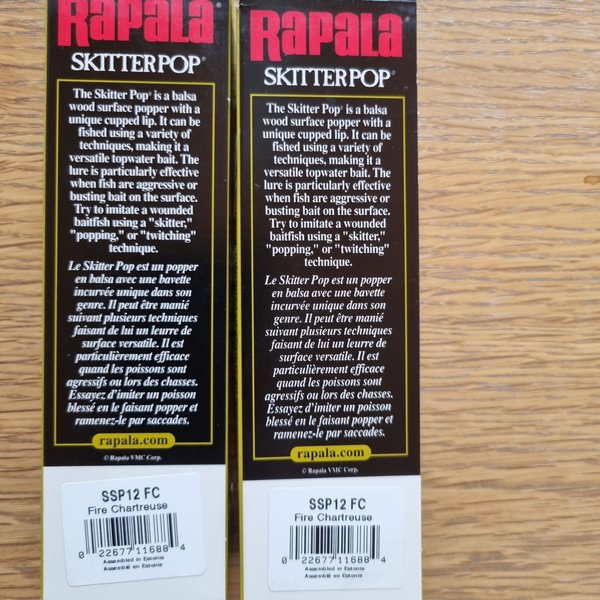 Rapala
SKITTER POP®
The Skitter Pop® is a balsa
wood surface popper with a
unique cupped lip. It can be
fished using a variety of
techniques, making it a
versatile topwater bait. The
lure is particularly effective
when fish are aggressive or
busting bait on the surface.
Try to imitate a wounded
baitfish using a "skitter,"
"popping," or "twitching"
technique.
Le Skitter Pop est un popper
en balsa avec une bavette
incurvée unique dans son
genre. Il peut être manié
suivant plusieurs techniques
faisant de lui un leurre de
surface versatile. Il est
particulièrement efficace
quand les poissons sont
agressifs ou lors des chasses.
Essayez d'imiter un poisson
blessé en le faisant popper et
ramenez-le par saccades.
rapala.com
© Rapala VMC Corp.
SSP12 FC
Fire Chartreuse
0 22677 11688 4
Assembled in Estonia
Assemblé en Estonie
Rapala
SKITTER POP®
The Skitter Pop® is a balsa
wood surface popper with a
unique cupped lip. It can be
fished using a variety of
techniques, making it a
versatile topwater bait. The
lure is particularly effective
when fish are aggressive or
busting bait on the surface.
Try to imitate a wounded
baitfish using a "skitter,"
"popping," or "twitching"
technique.
Le Skitter Pop est un popper
en balsa avec une bavette
incurvée unique dans son
genre. Il peut être manié
suivant plusieurs techniques
faisant de lui un leurre de
surface versatile. Il est
particulièrement efficace
quand les poissons sont
agressifs ou lors des chasses.
Essayez d'imiter un poisson
blessé en le faisant popper et
ramenez-le par saccades.
rapala.com
© Rapala VMC Corp.
SSP12 FC
Fire Chartreuse
0 22677 11688 4
Assembled in Estonia
Assemblé en Estonie